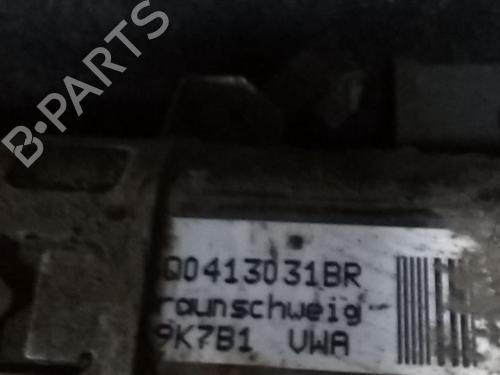 B-PARTS
Q0413031BR
raunschweig
9K7B1 VWA